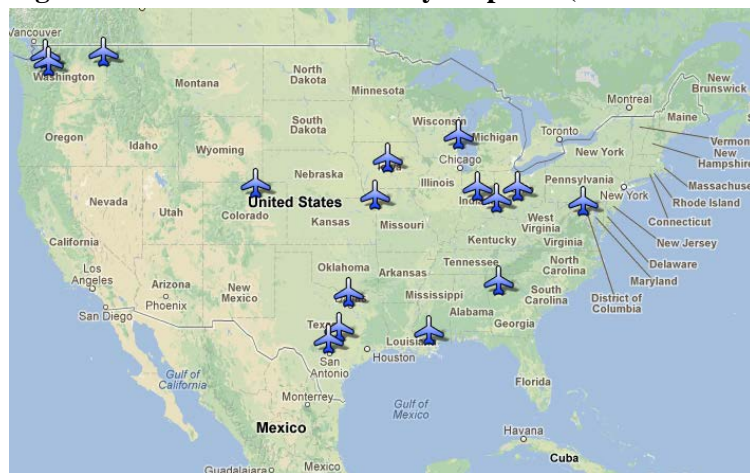 Vancouver
Washington
Montana
North
Dakota
Minnesota
Montreal
Maine
New
Brunswick
Oregon
Idaho
Wyoming
South
Dakota
Wisconsin
Michigan
Toronto
New York
Vermont
New
Hampshire
Massachuse
Rhode Island
Connecticut
New Jersey
Delaware
Maryland
District of
Columbia
Nebraska
Chicago
Illinois
Pennsylvania
New York
Nevada
Utah
Colorado
United States
Kansas
Missouri
West
Virginia
Virginia
Kentucky
California
Los
Angeles
San Diego
Arizona
Phoenix
New
Mexico
Oklahoma
Arkansas
Tennessee
North
Carolina
South
Carolina
Mississippi
Alabama
Georgia
Houston
San
Antonio
Gulf of
California
Monterrey
Gulf of
Mexico
Florida
Mexico
Havana
Cuba
Guadalajara
Mexico